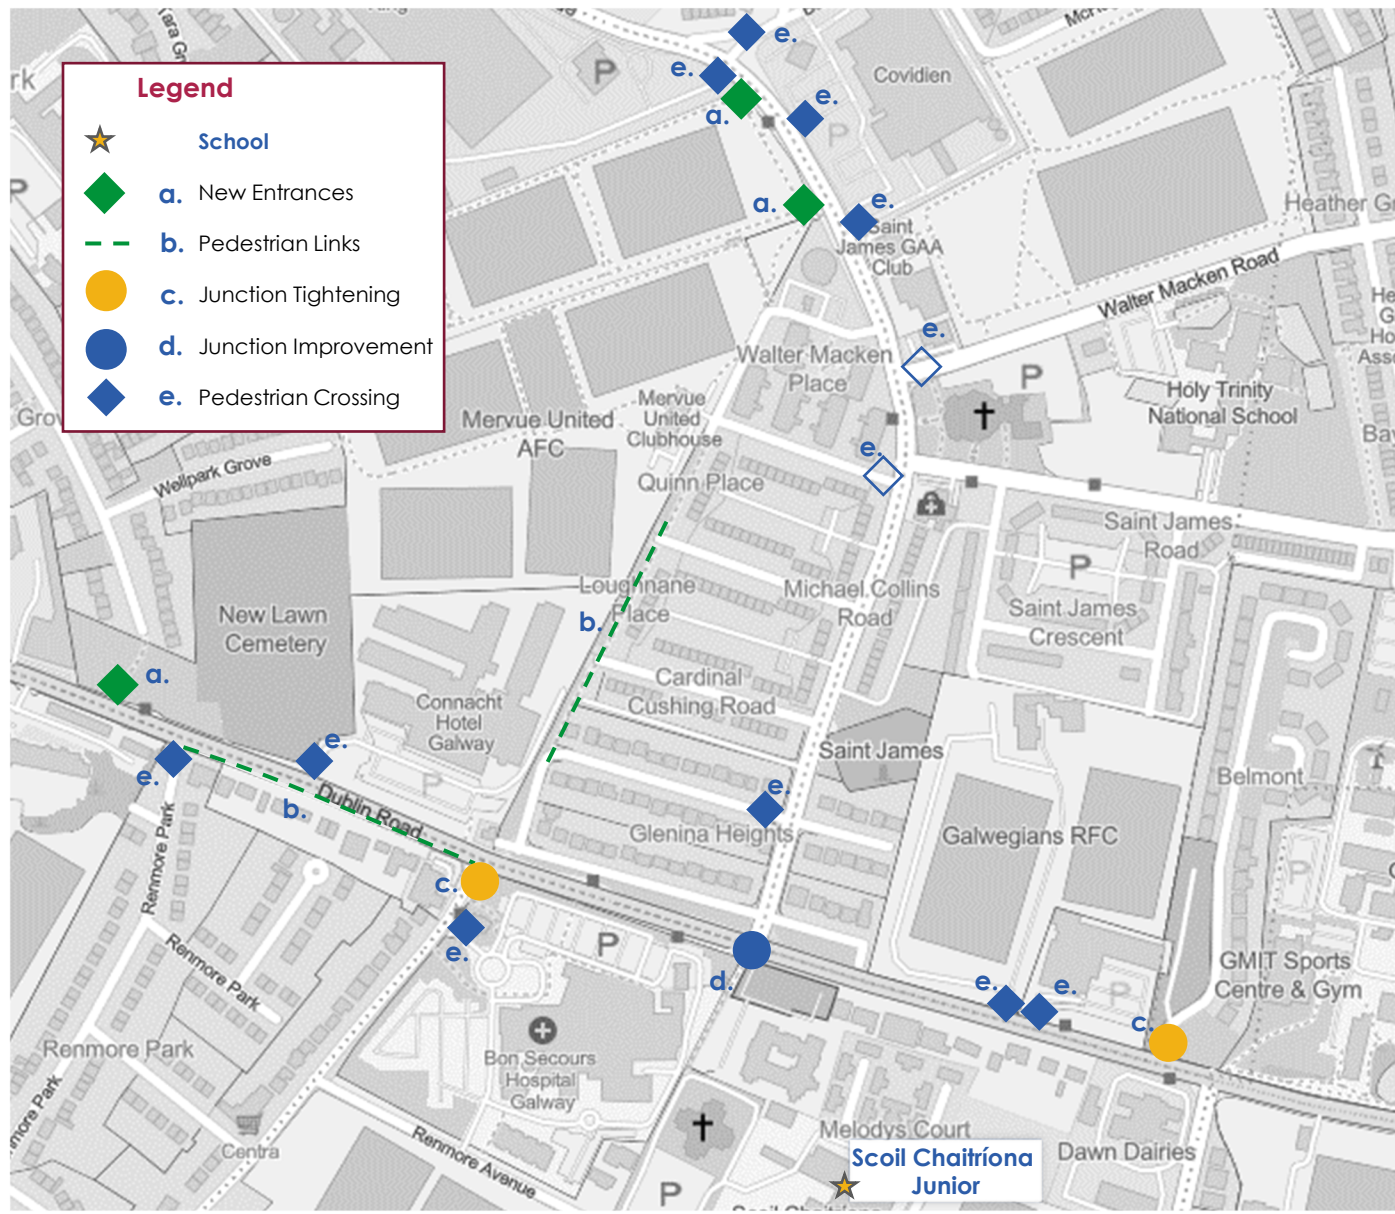 Legend
School
a. New Entrances
b. Pedestrian Links
c. Junction Tightening
d. Junction Improvement
e. Pedestrian Crossing
e.
e.
e.
a.
P
P
Covidien
a.
e.
Saint
James GAA
Club
Heather
Walter Macken Road
e.
Walter Macken
Place
P
Holy Trinity
National School
Mervue United
AFC
Mervue
United
Clubhouse
e.
Wellpark Grove
Quinn Place
Saint James
Road
P
Loughnane
Place
Michael Collins
Road
Saint James
Crescent
New Lawn
Cemetery
b.
a.
Cardinal
Cushing Road
Connacht
Hotel
Galway
e.
e.
P
Saint James
Belmont
b.
Dublin Road
e.
Glenina Heights
Galwegians RFC
P
Renmore Park
c.
e.
P
Renmore Park
d.
e.
e.
P
GMIT Sports
Centre & Gym
c.
Renmore Park
Bon Secours
Hospital
Galway
Centra
Renmore Avenue
Melodys Court
Dawn Dairies
Scoil Chaitríona
Junior
P